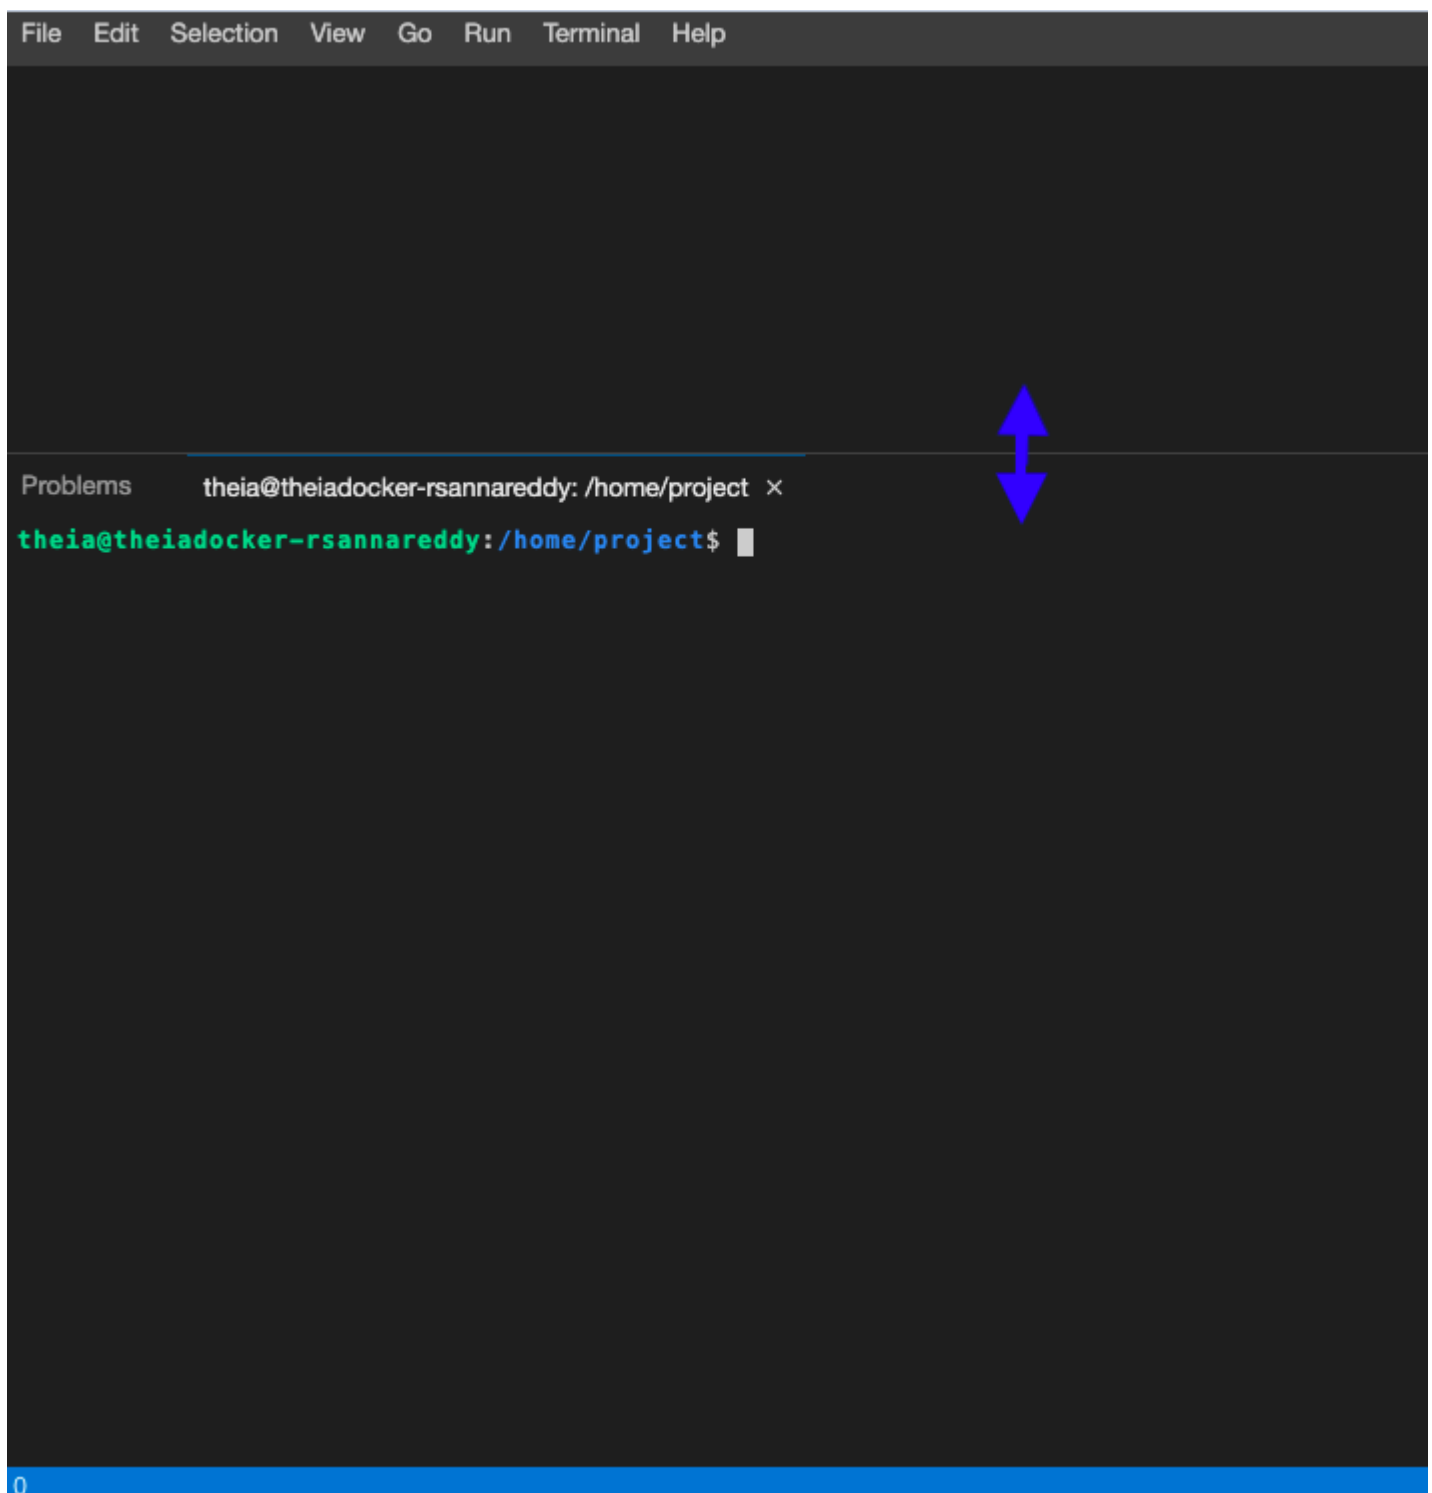 File Edit Selection View Go Run Terminal Help
Problems theia@theiadocker-rsannareddy: /home/project ×
theia@theiadocker-rsannareddy:/home/project$
0